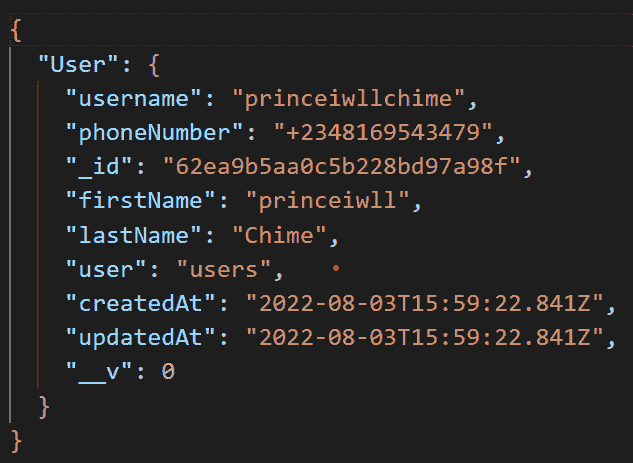 {
  "User": {
    "username": "princeiwllchime",
    "phoneNumber": "+2348169543479",
    "_id": "62ea9b5aa0c5b228bd97a98f",
    "firstName": "princeiwll",
    "lastName": "Chime",
    "user": "users",
    "createdAt": "2022-08-03T15:59:22.841Z",
    "updatedAt": "2022-08-03T15:59:22.841Z",
    "__v": 0
  }
}